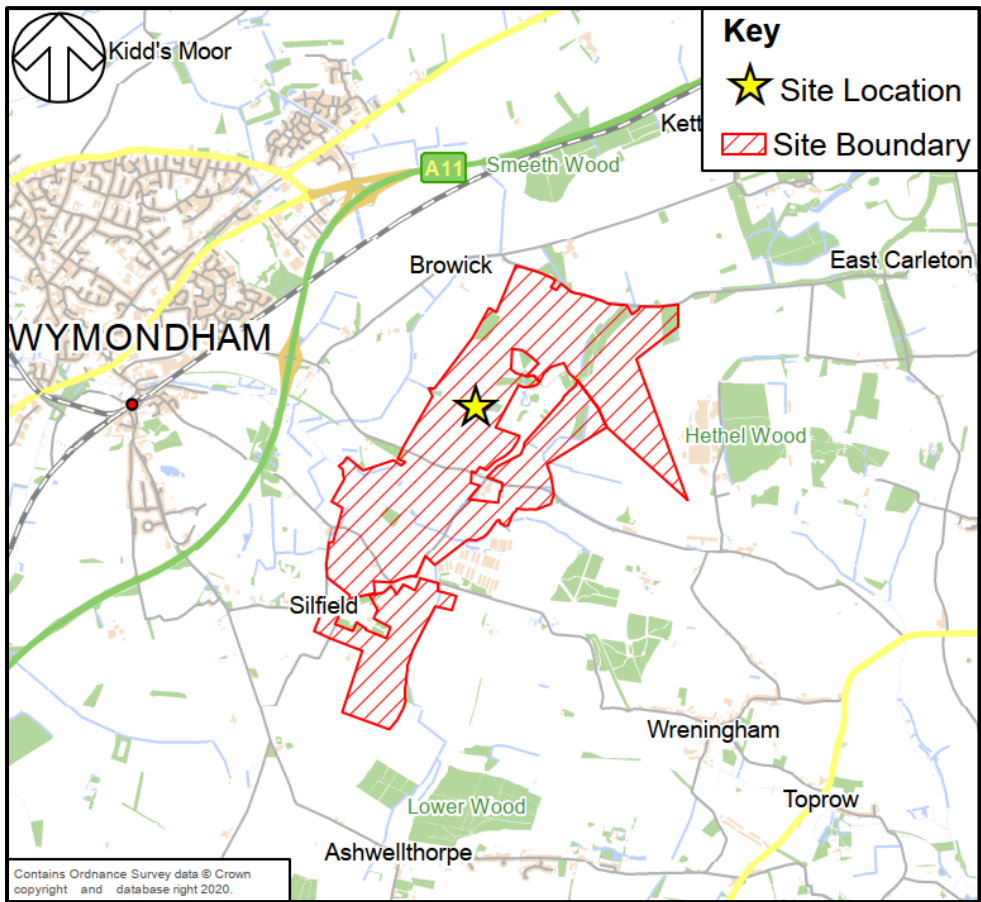 Kidd's Moor
Key
Site Location
Site Boundary
Kett
A11
Smeeth Wood
Browick
East Carleton
WYMONDHAM
Hethel Wood
Silfield
Wreningham
Toprow
Lower Wood
Ashwellthorpe
Contains Ordnance Survey data © Crown
copyright and database right 2020.